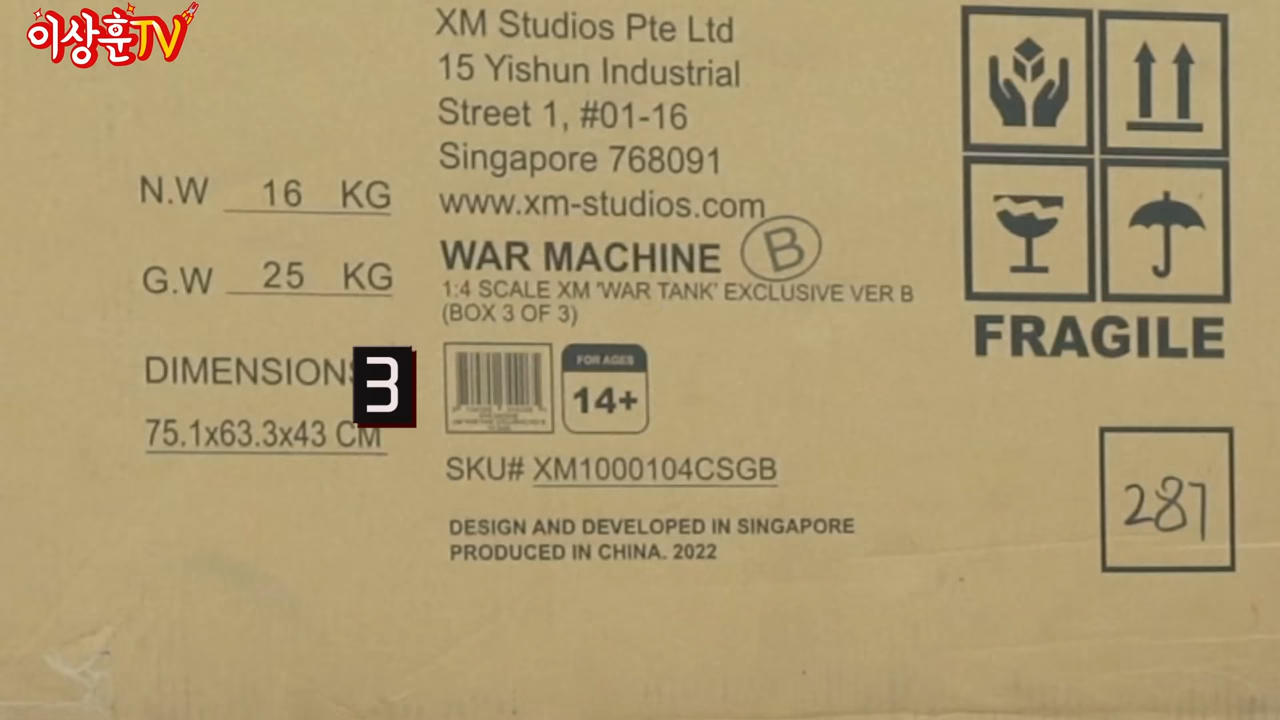 이상훈TV
XM Studios Pte Ltd
15 Yishun Industrial
Street 1, #01-16
Singapore 768091
www.xm-studios.com
N.W 16 KG
G.W 25 KG
WAR MACHINE B
1:4 SCALE XM 'WAR TANK' EXCLUSIVE VER B
(BOX 3 OF 3)
FRAGILE
DIMENSIONS
3
75.1x63.3x43 CM
FOR AGES
14+
SKU# XM1000104CSGB
287
DESIGN AND DEVELOPED IN SINGAPORE
PRODUCED IN CHINA. 2022